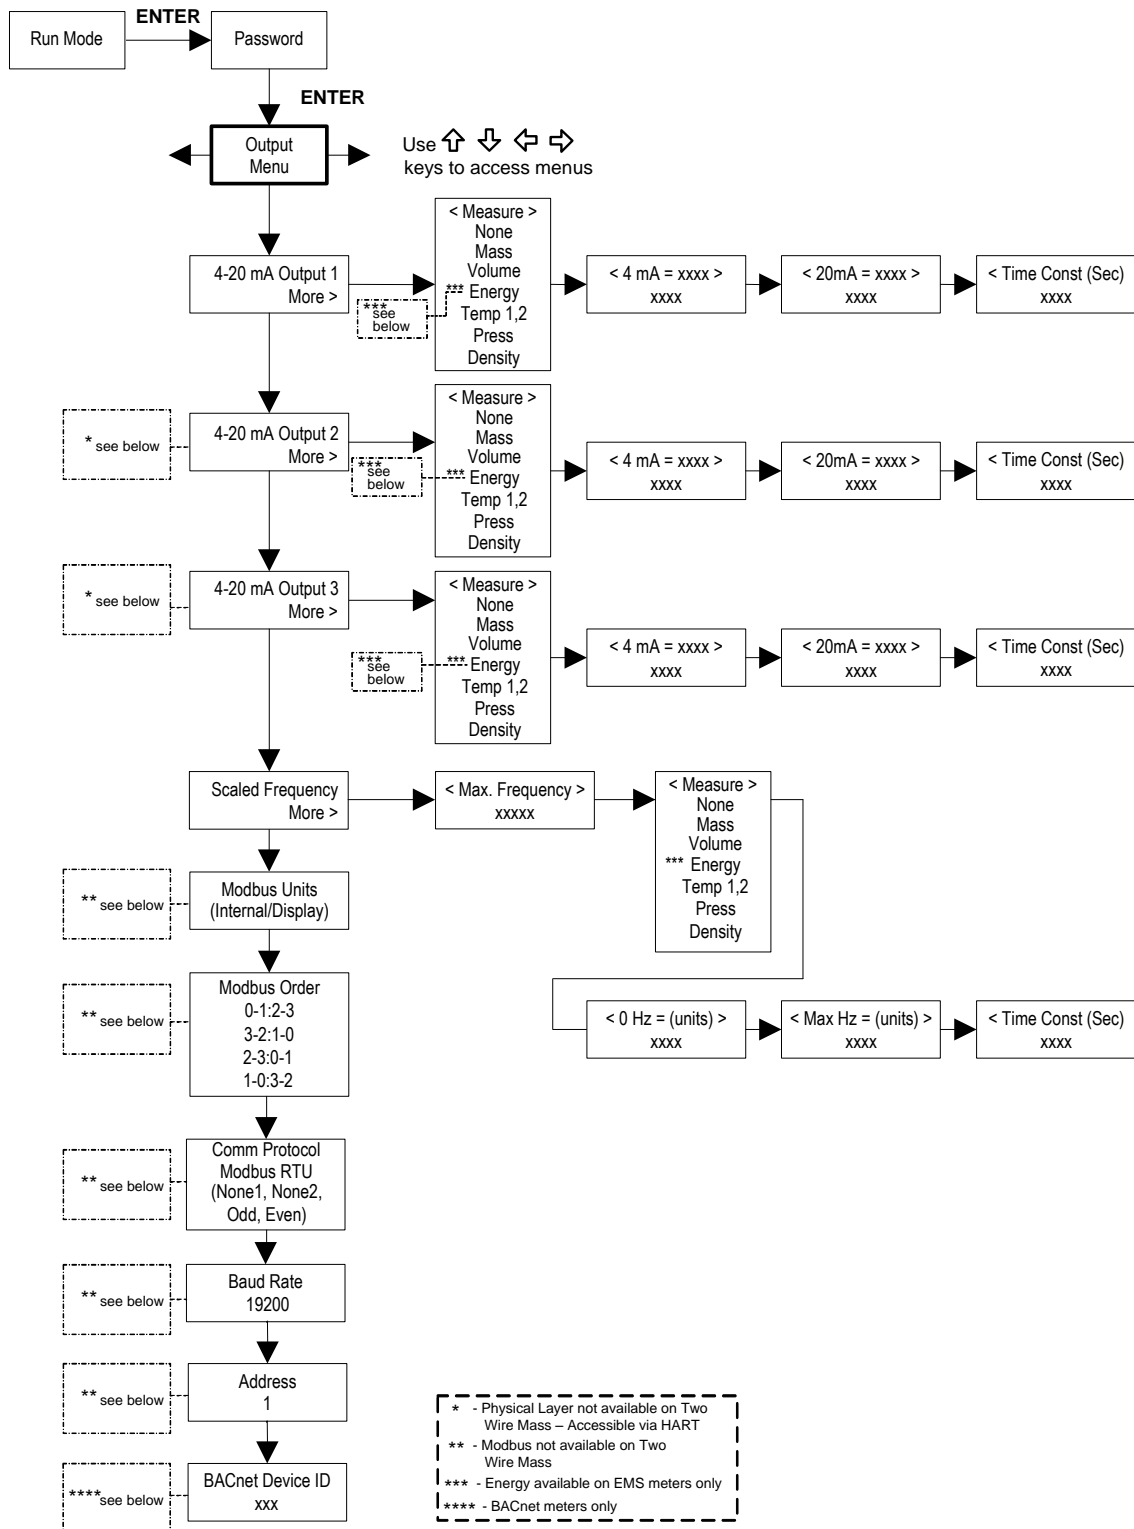 ENTER
Run Mode
Password
ENTER
Output
Menu
Use
keys to access menus
4-20 mA Output 1
More >
*** see
below
< Measure >
None
Mass
Volume
*** Energy
Temp 1,2
Press
Density
< 4 mA = xxxx >
xxxx
< 20mA = xxxx >
xxxx
< Time Const (Sec)
xxxx
* see below
4-20 mA Output 2
More >
*** see
below
< Measure >
None
Mass
Volume
*** Energy
Temp 1,2
Press
Density
< 4 mA = xxxx >
xxxx
< 20mA = xxxx >
xxxx
< Time Const (Sec)
xxxx
* see below
4-20 mA Output 3
More >
*** see
below
< Measure >
None
Mass
Volume
*** Energy
Temp 1,2
Press
Density
< 4 mA = xxxx >
xxxx
< 20mA = xxxx >
xxxx
< Time Const (Sec)
xxxx
Scaled Frequency
More >
< Max. Frequency >
xxxxx
< Measure >
None
Mass
Volume
*** Energy
Temp 1,2
Press
Density
< 0 Hz = (units) >
xxxx
< Max Hz = (units) >
xxxx
< Time Const (Sec)
xxxx
** see below
Modbus Units
(Internal/Display)
** see below
Modbus Order
0-1:2-3
3-2:1-0
2-3:0-1
1-0:3-2
** see below
Comm Protocol
Modbus RTU
(None1, None2,
Odd, Even)
** see below
Baud Rate
19200
** see below
Address
1
**** see below
BACnet Device ID
xxx
* - Physical Layer not available on Two
Wire Mass – Accessible via HART
** - Modbus not available on Two
Wire Mass
*** - Energy available on EMS meters only
**** - BACnet meters only